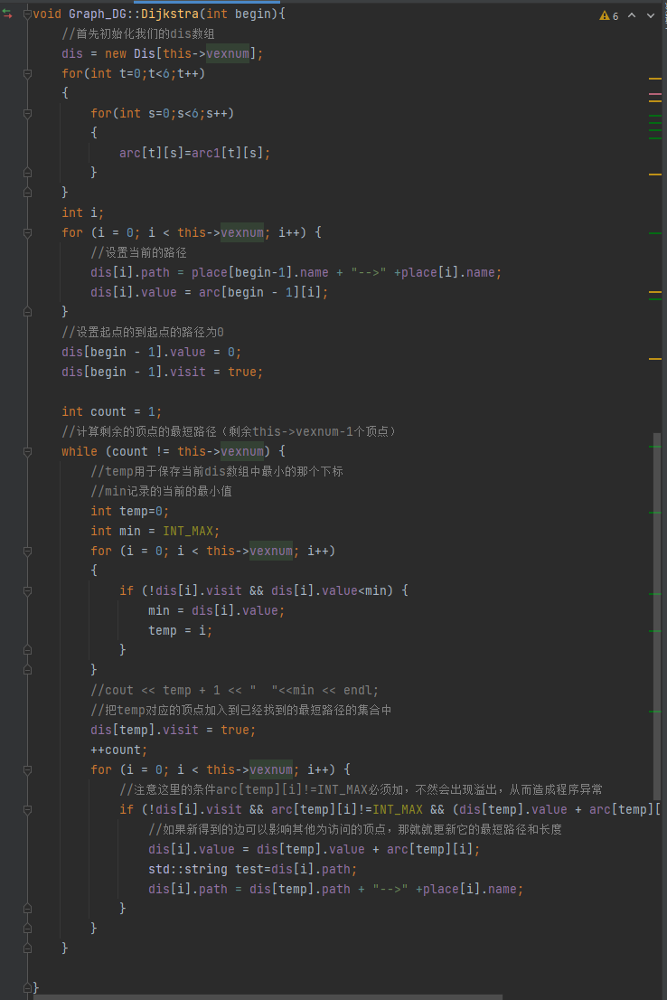 void Graph_DG::Dijkstra(int begin){
6
//首先初始化我们的dis数组
dis = new Dis[this->vexnum];
for(int t=0;t<6;t++)
{
for(int s=0;s<6;s++)
{
arc[t][s]=arc1[t][s];
}
}
int i;
for (i = 0; i < this->vexnum; i++) {
//设置当前的路径
dis[i].path = place[begin-1].name + "-->" +place[i].name;
dis[i].value = arc[begin - 1][i];
}
//设置起点的到起点的路径为0
dis[begin - 1].value = 0;
dis[begin - 1].visit = true;
int count = 1;
//计算剩余的顶点的最短路径（剩余this->vexnum-1个顶点）
while (count != this->vexnum) {
//temp用于保存当前dis数组中最小的那个下标
//min记录的当前的最小值
int temp=0;
int min = INT_MAX;
for (i = 0; i < this->vexnum; i++)
{
if (!dis[i].visit && dis[i].value<min) {
min = dis[i].value;
temp = i;
}
}
//cout << temp + 1 << "  "<<min << endl;
//把temp对应的顶点加入到已经找到的最短路径的集合中
dis[temp].visit = true;
++count;
for (i = 0; i < this->vexnum; i++) {
//注意这里的条件arc[temp][i]!=INT_MAX必须加，不然会出现溢出，从而造成程序异常
if (!dis[i].visit && arc[temp][i]!=INT_MAX && (dis[temp].value + arc[temp][
//如果新得到的边可以影响其他为访问的顶点，那就就更新它的最短路径和长度
dis[i].value = dis[temp].value + arc[temp][i];
std::string test=dis[i].path;
dis[i].path = dis[temp].path + "-->" +place[i].name;
}
}
}
}